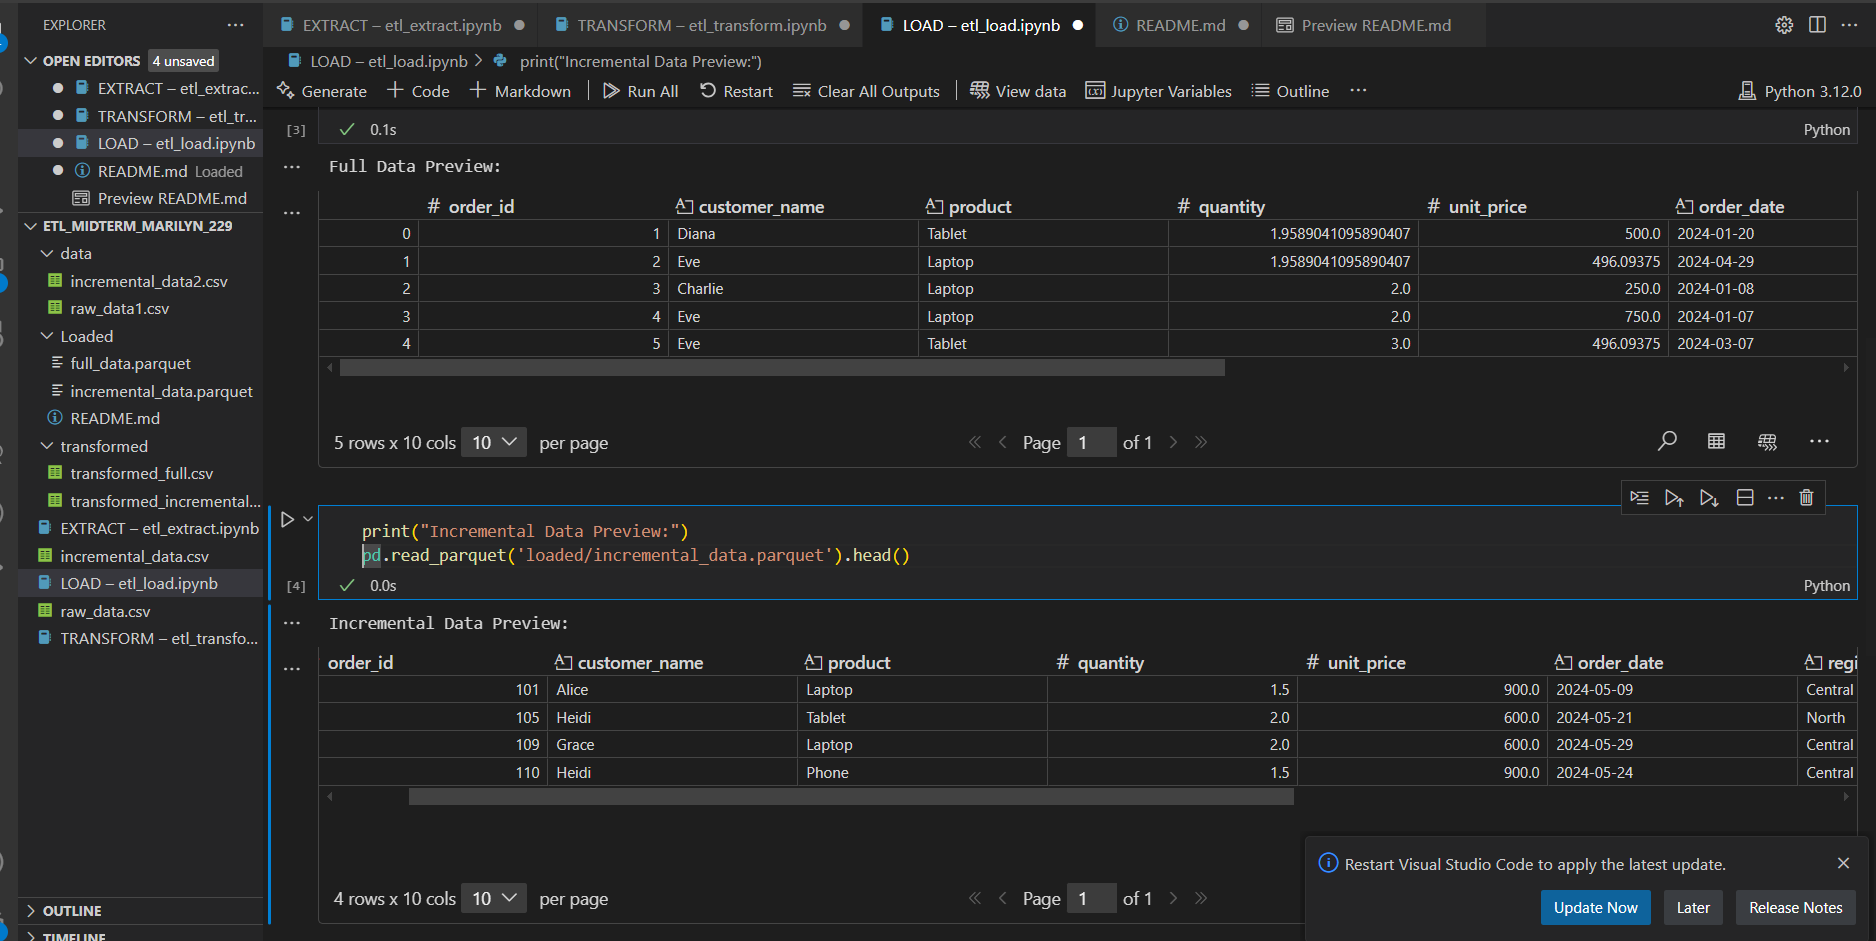 EXPLORER
OPEN EDITORS 4 unsaved
EXTRACT – etl_extrac...
TRANSFORM – etl_tr...
LOAD – etl_load.ipynb
README.md Loaded
Preview README.md
ETL_MIDTERM_MARILYN_229
data
incremental_data2.csv
raw_data1.csv
Loaded
full_data.parquet
incremental_data.parquet
README.md
transformed
transformed_full.csv
transformed_incremental...
EXTRACT – etl_extract.ipynb
incremental_data.csv
LOAD – etl_load.ipynb
raw_data.csv
TRANSFORM – etl_transfo...
OUTLINE
TIMELINE
EXTRACT – etl_extract.ipynb TRANSFORM – etl_transform.ipynb LOAD – etl_load.ipynb README.md Preview README.md
LOAD – etl_load.ipynb > print("Incremental Data Preview:")
Generate + Code + Markdown Run All Restart Clear All Outputs View data Jupyter Variables Outline ... Python 3.12.0
[3] 0.1s Python
Full Data Preview:
# order_id customer_name product # quantity # unit_price order_date
0 1 Diana Tablet 1.9589041095890407 500.0 2024-01-20
1 2 Eve Laptop 1.9589041095890407 496.09375 2024-04-29
2 3 Charlie Laptop 2.0 250.0 2024-01-08
3 4 Eve Laptop 2.0 750.0 2024-01-07
4 5 Eve Tablet 3.0 496.09375 2024-03-07
5 rows x 10 cols 10 per page Page 1 of 1
print("Incremental Data Preview:")
pd.read_parquet('loaded/incremental_data.parquet').head()
[4] 0.0s Python
Incremental Data Preview:
order_id customer_name product # quantity # unit_price order_date regi
101 Alice Laptop 1.5 900.0 2024-05-09 Central
105 Heidi Tablet 2.0 600.0 2024-05-21 North
109 Grace Laptop 2.0 600.0 2024-05-29 Central
110 Heidi Phone 1.5 900.0 2024-05-24 Central
4 rows x 10 cols 10 per page Page 1 of 1
Restart Visual Studio Code to apply the latest update.
Update Now Later Release Notes